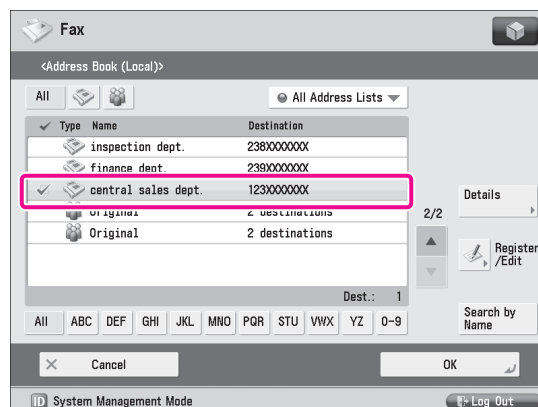 Fax
<Address Book (Local)>
All
All Address Lists
Type Name Destination
inspection dept. 238XXXXXXX
finance dept. 239XXXXXXX
central sales dept. 123XXXXXXX
Original 2 destinations
Original 2 destinations
2/2
Details
Register
/Edit
Dest.: 1
All ABC DEF GHI JKL MNO PQR STU VWX YZ 0-9
Search by
Name
Cancel
OK
ID System Management Mode
Log Out